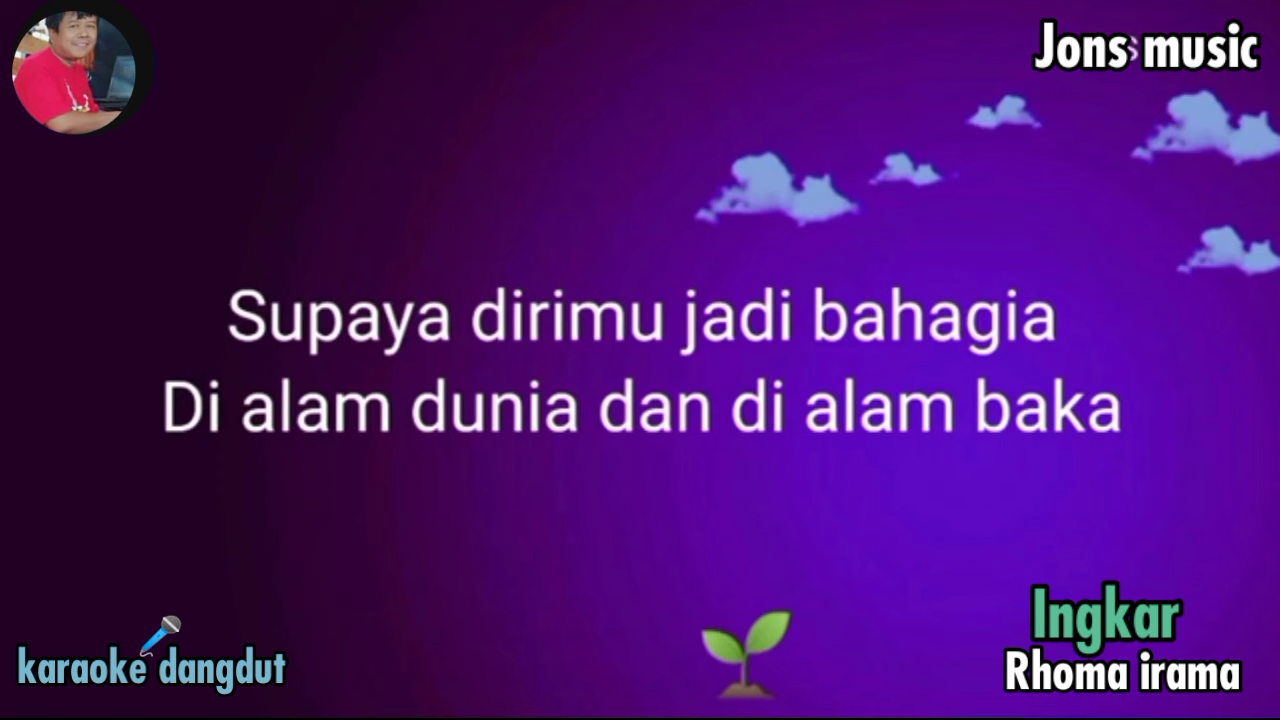 Jons music
Supaya dirimu jadi bahagia
Di alam dunia dan di alam baka
karaoke dangdut
Ingkar
Rhoma irama